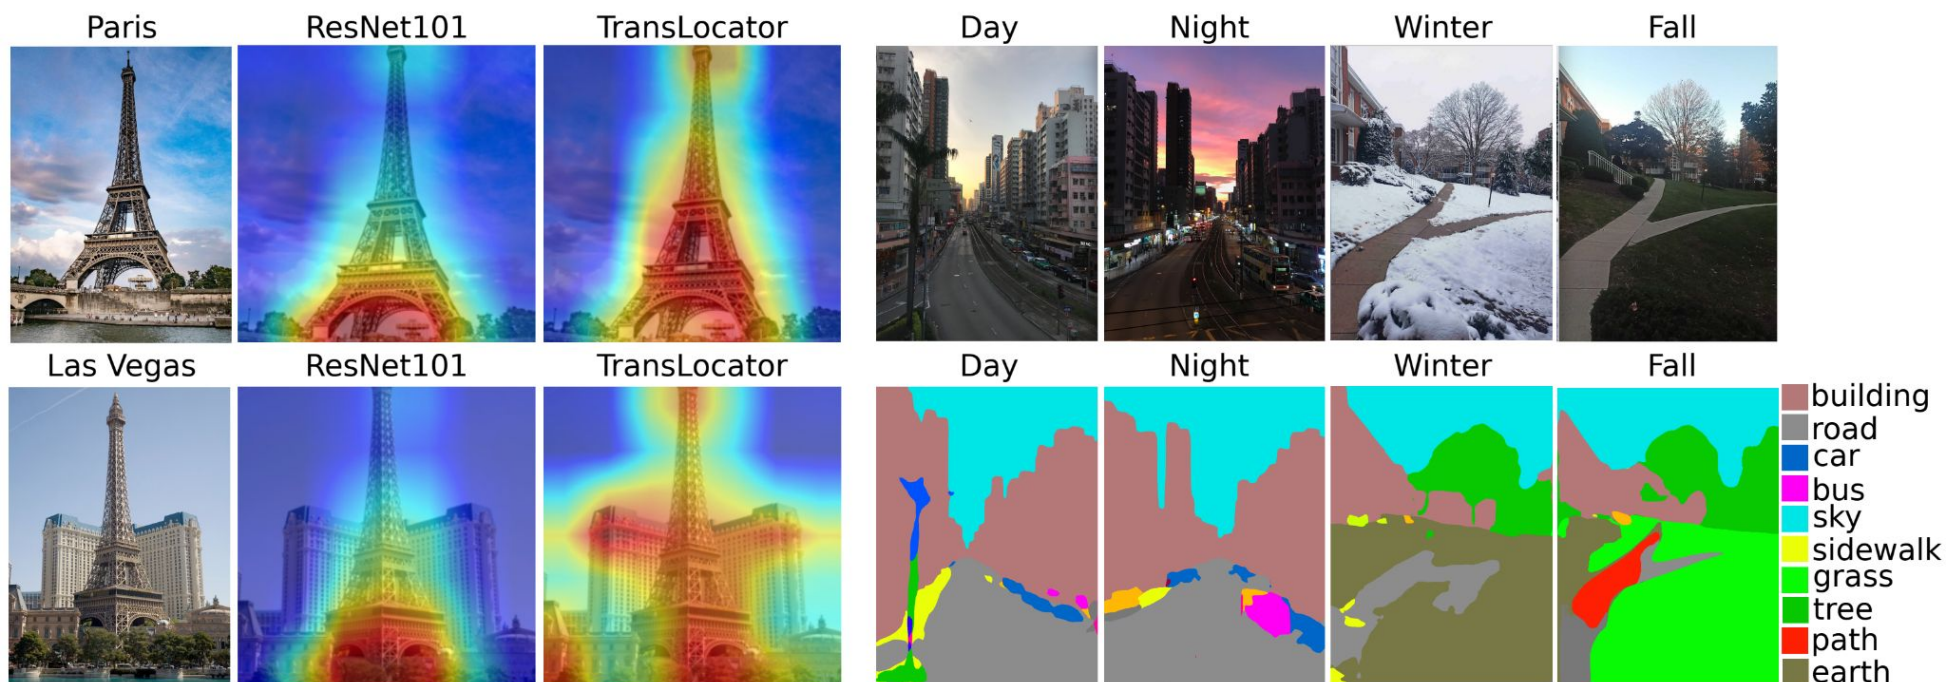 Paris ResNet101 TransLocator Day Night Winter Fall
Las Vegas ResNet101 TransLocator Day Night Winter Fall
building
road
car
bus
sky
sidewalk
grass
tree
path
earth